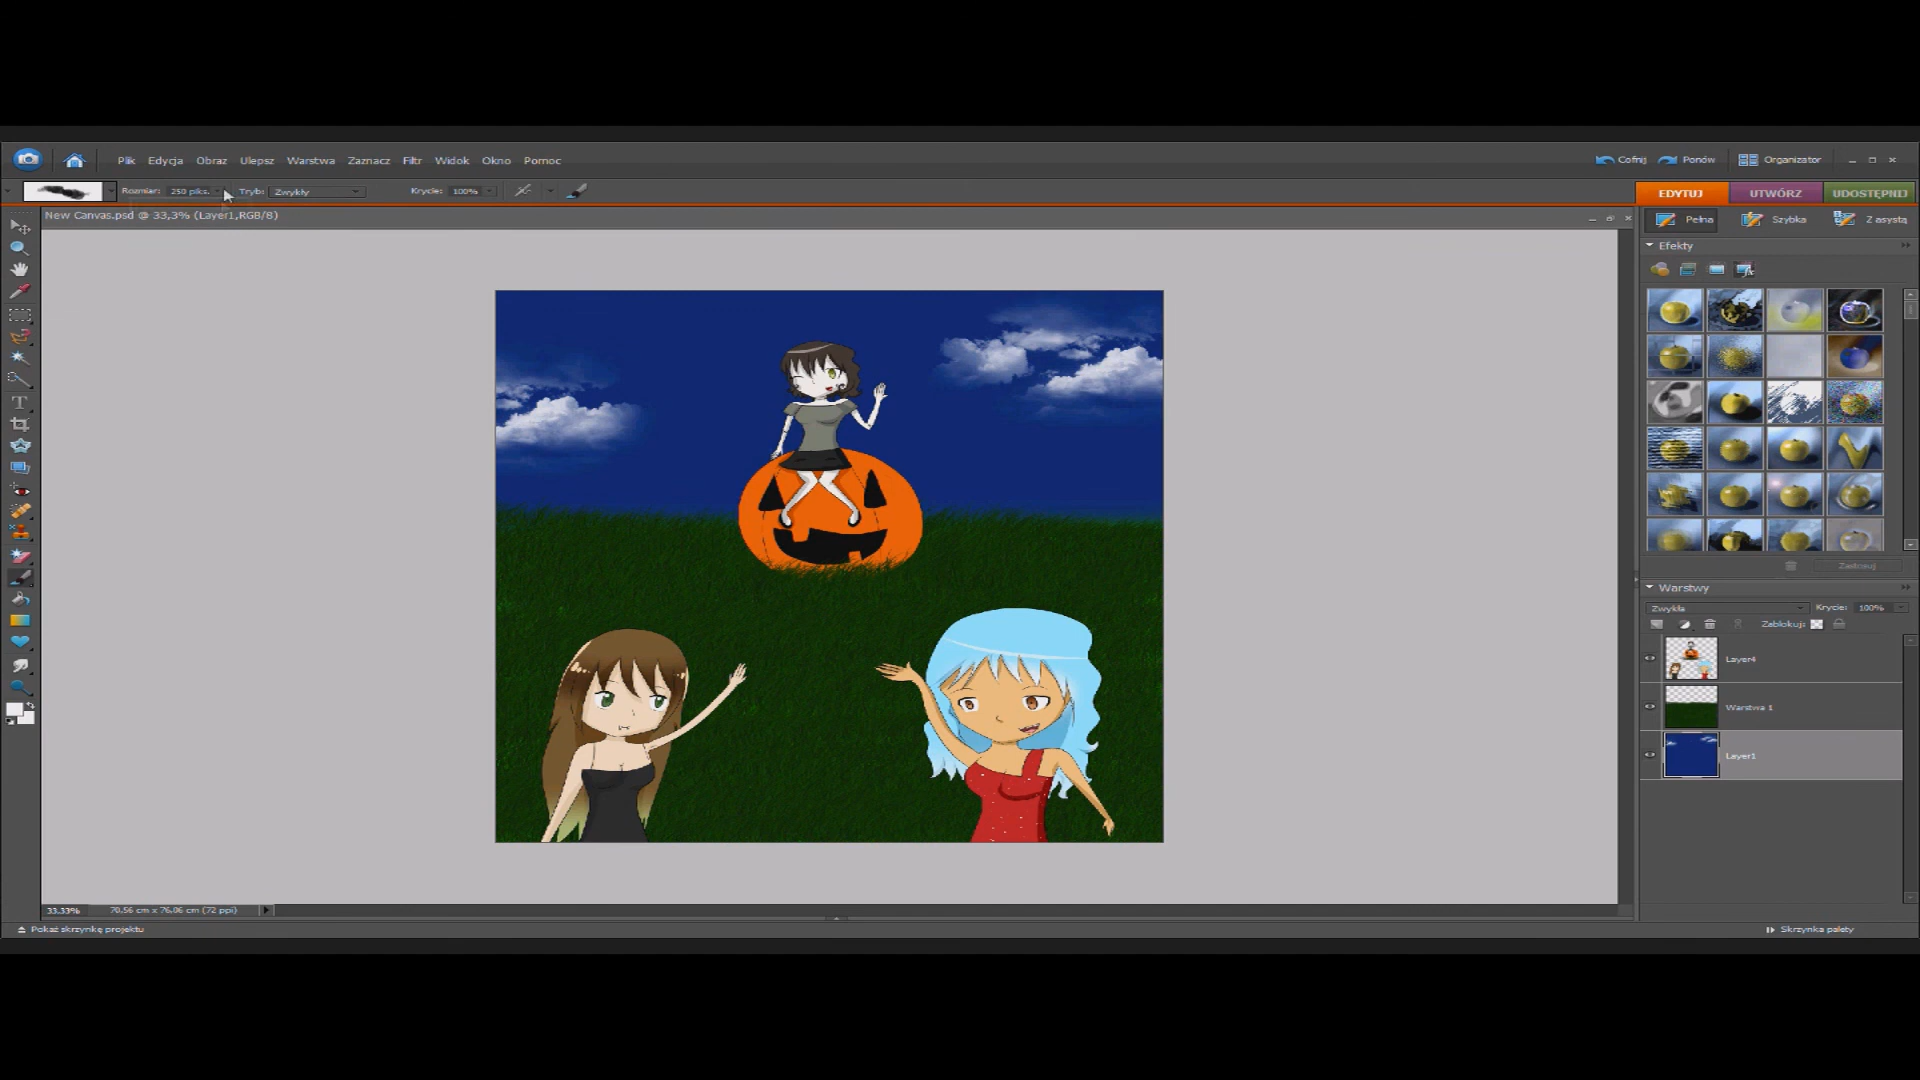 Plik Edycja Obraz Ulepsz Warstwa Zaznacz Filtr Widok Okno Pomoc
Cofnij Ponów Organizator
Rozmiar: 250 piks. Tryb: Zwykły Krycie: 100%
EDYTUJ UTWÓRZ UDOSTĘPNIJ
New Canvas.psd @ 33,3% (Layer1,RGB/8)
Pełna Szybka Z asystą
Efekty
Zastosuj
Warstwy
Zwykła Krycie: 100%
Zablokuj:
Layer4
Warstwa 1
Layer1
33,33% 70,56 cm x 76,06 cm (72 ppi)
Pokaż skrzynkę projektu
Skrzynka palety